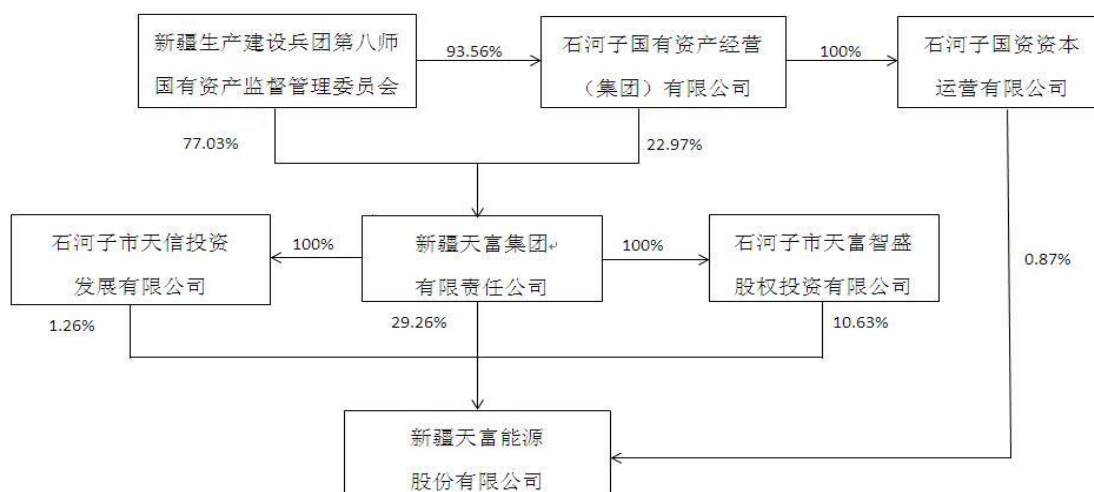 新疆生产建设兵团第八师
国有资产监督管理委员会
93.56%
石河子国有资产经营
（集团）有限公司
100%
石河子国资资本
运营有限公司
77.03%
22.97%
石河子市天信投资
发展有限公司
100%
新疆天富集团
有限责任公司
100%
石河子市天富智盛
股权投资有限公司
0.87%
1.26%
29.26%
10.63%
新疆天富能源
股份有限公司